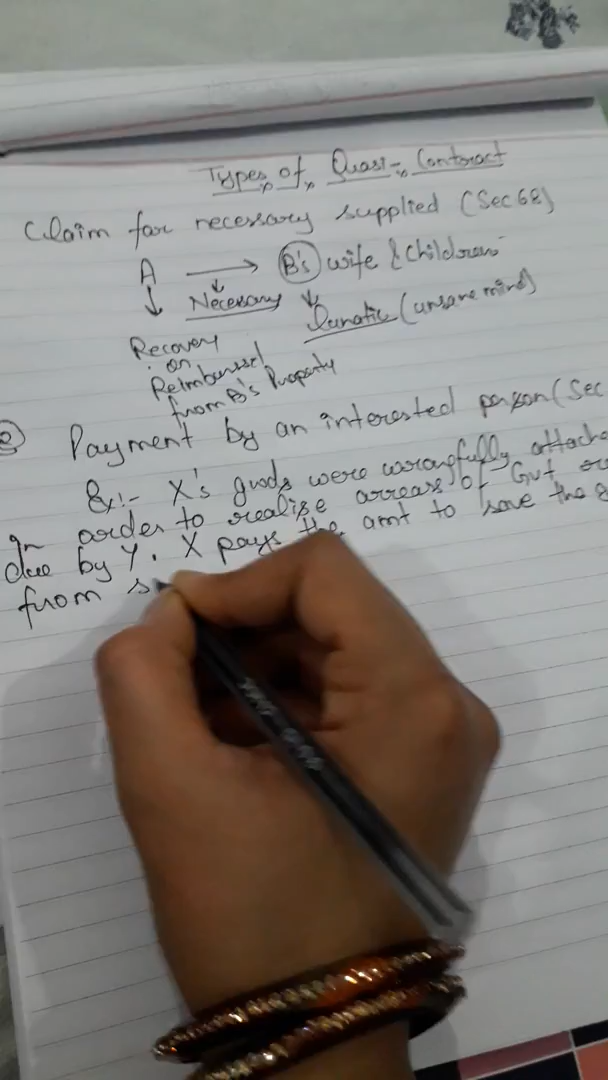 Types of Quasi-Contract
Claim for necessary supplied (Sec 68)
A → B's wife & Children
Necessary
Lunatic (unsane mind)
Recovery
or
Reimbursed
from B's Property
Payment by an interested person (Sec
Ex:- X's goods were wrongfully attache
In order to realise arrears of Gvt
due by Y. X pays the amt to save the
from s